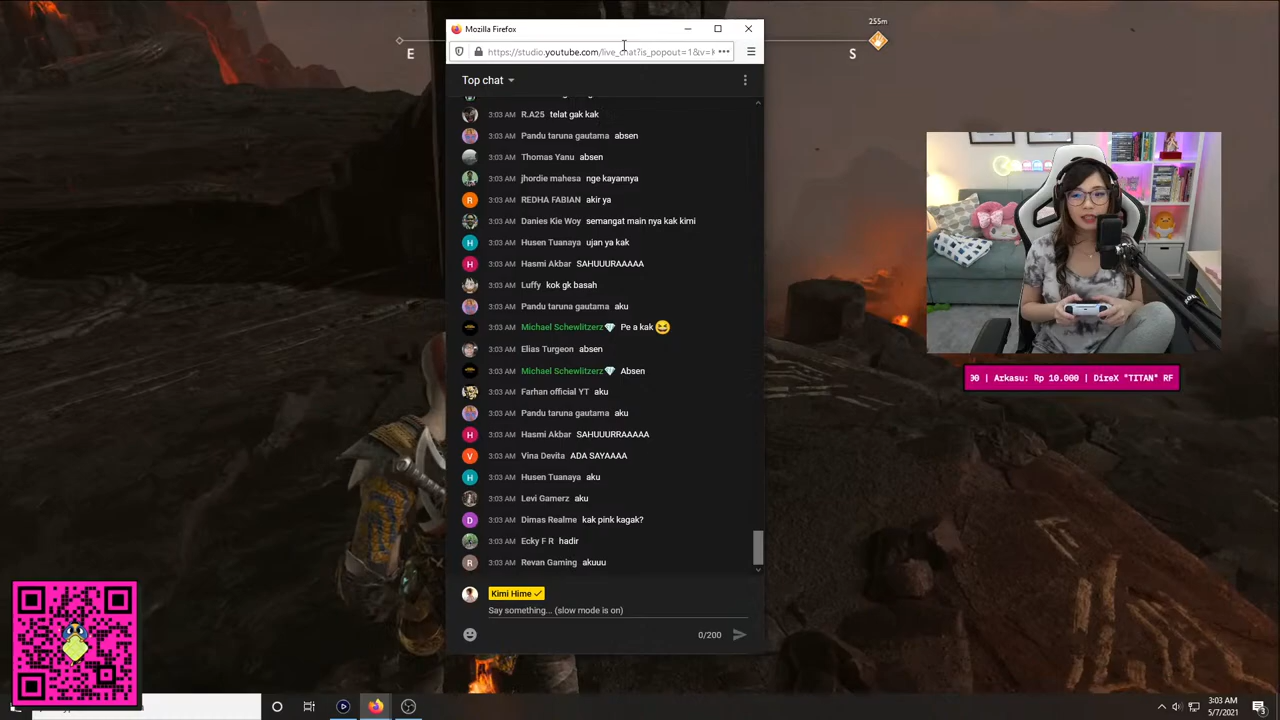 255m
E
S
Mozilla Firefox
https://studio.youtube.com/live_chat?is_popout=1&v=
Top chat
3:03 AM R.A25 telat gak kak
3:03 AM Pandu taruna gautama absen
3:03 AM Thomas Yanu absen
3:03 AM jhordie mahesa nge kayannya
3:03 AM REDHA FABIAN akir ya
3:03 AM Danies Kie Woy semangat main nya kak kimi
3:03 AM Husen Tuanaya ujan ya kak
3:03 AM Hasmi Akbar SAHUUURAAAAA
3:03 AM Luffy kok gk basah
3:03 AM Pandu taruna gautama aku
3:03 AM Michael Schewlitzerz💎 Pe a kak😆
3:03 AM Elias Turgeon absen
3:03 AM Michael Schewlitzerz💎 Absen
3:03 AM Farhan official YT aku
3:03 AM Pandu taruna gautama aku
3:03 AM Hasmi Akbar SAHUUURRAAAAA
3:03 AM Vina Devita ADA SAYAAAA
3:03 AM Husen Tuanaya aku
3:03 AM Levi Gamerz aku
3:03 AM Dimas Realme kak pink kagak?
3:03 AM Ecky F R hadir
3:03 AM Revan Gaming akuuu
Kimi Hime ✓
Say something... (slow mode is on)
0/200
00 | Arkasu: Rp 10.000 | DireX "TITAN" RF
3:03 AM
5/7/2021